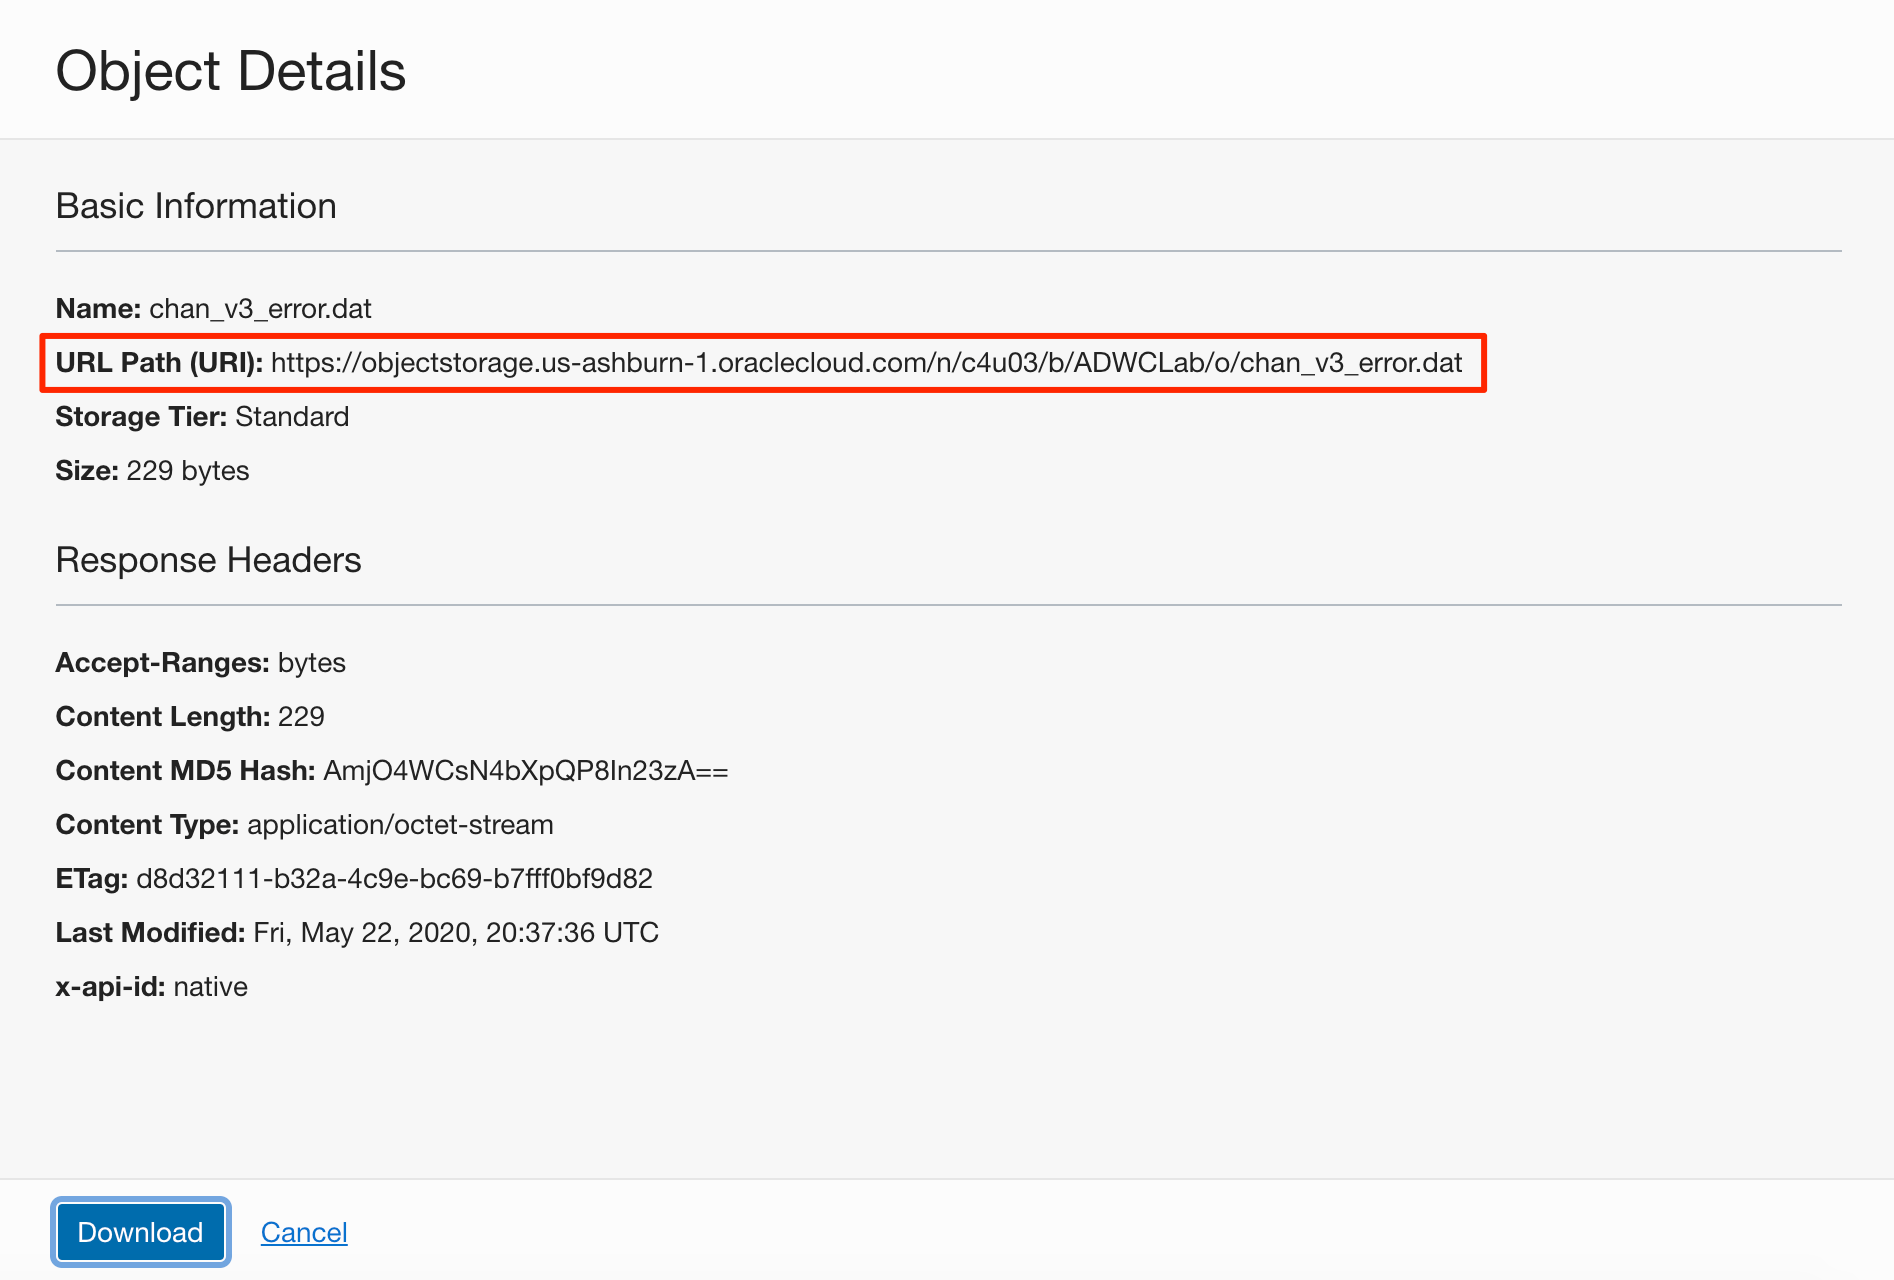 Object Details
Basic Information
Name: chan_v3_error.dat
URL Path (URI): https://objectstorage.us-ashburn-1.oraclecloud.com/n/c4u03/b/ADWCLab/o/chan_v3_error.dat
Storage Tier: Standard
Size: 229 bytes
Response Headers
Accept-Ranges: bytes
Content Length: 229
Content MD5 Hash: AmjO4WCsN4bXpQP8In23zA==
Content Type: application/octet-stream
ETag: d8d32111-b32a-4c9e-bc69-b7fff0bf9d82
Last Modified: Fri, May 22, 2020, 20:37:36 UTC
x-api-id: native
Download Cancel